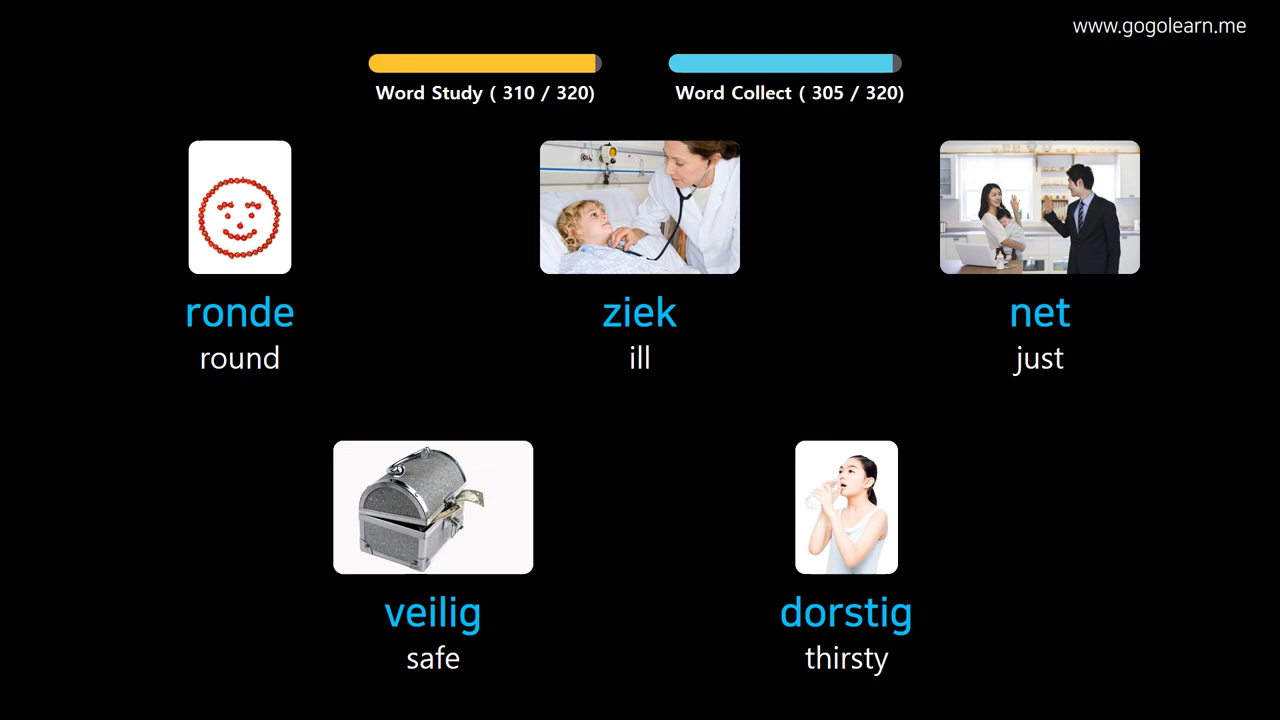 www.gogolearn.me
Word Study ( 310 / 320)
Word Collect ( 305 / 320)
ronde
round
ziek
ill
net
just
veilig
safe
dorstig
thirsty